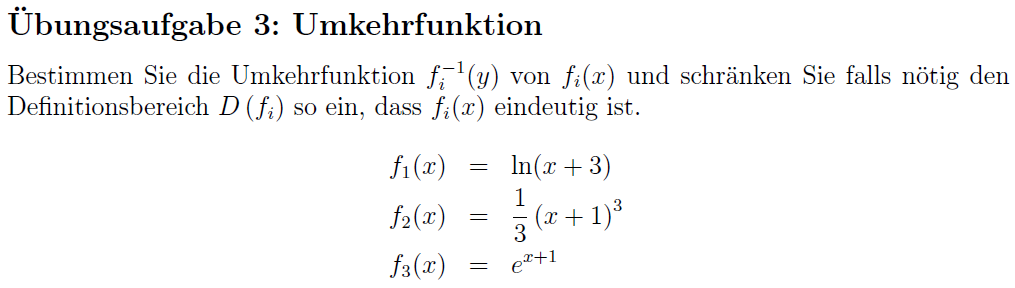 Übungsaufgabe 3: Umkehrfunktion
Bestimmen Sie die Umkehrfunktion f_i^{-1}(y) von f_i(x) und schränken Sie falls nötig den
Definitionsbereich D (f_i) so ein, dass f_i(x) eindeutig ist.
f_1(x) = ln(x + 3)
f_2(x) = \frac{1}{3} (x + 1)^3
f_3(x) = e^{x+1}